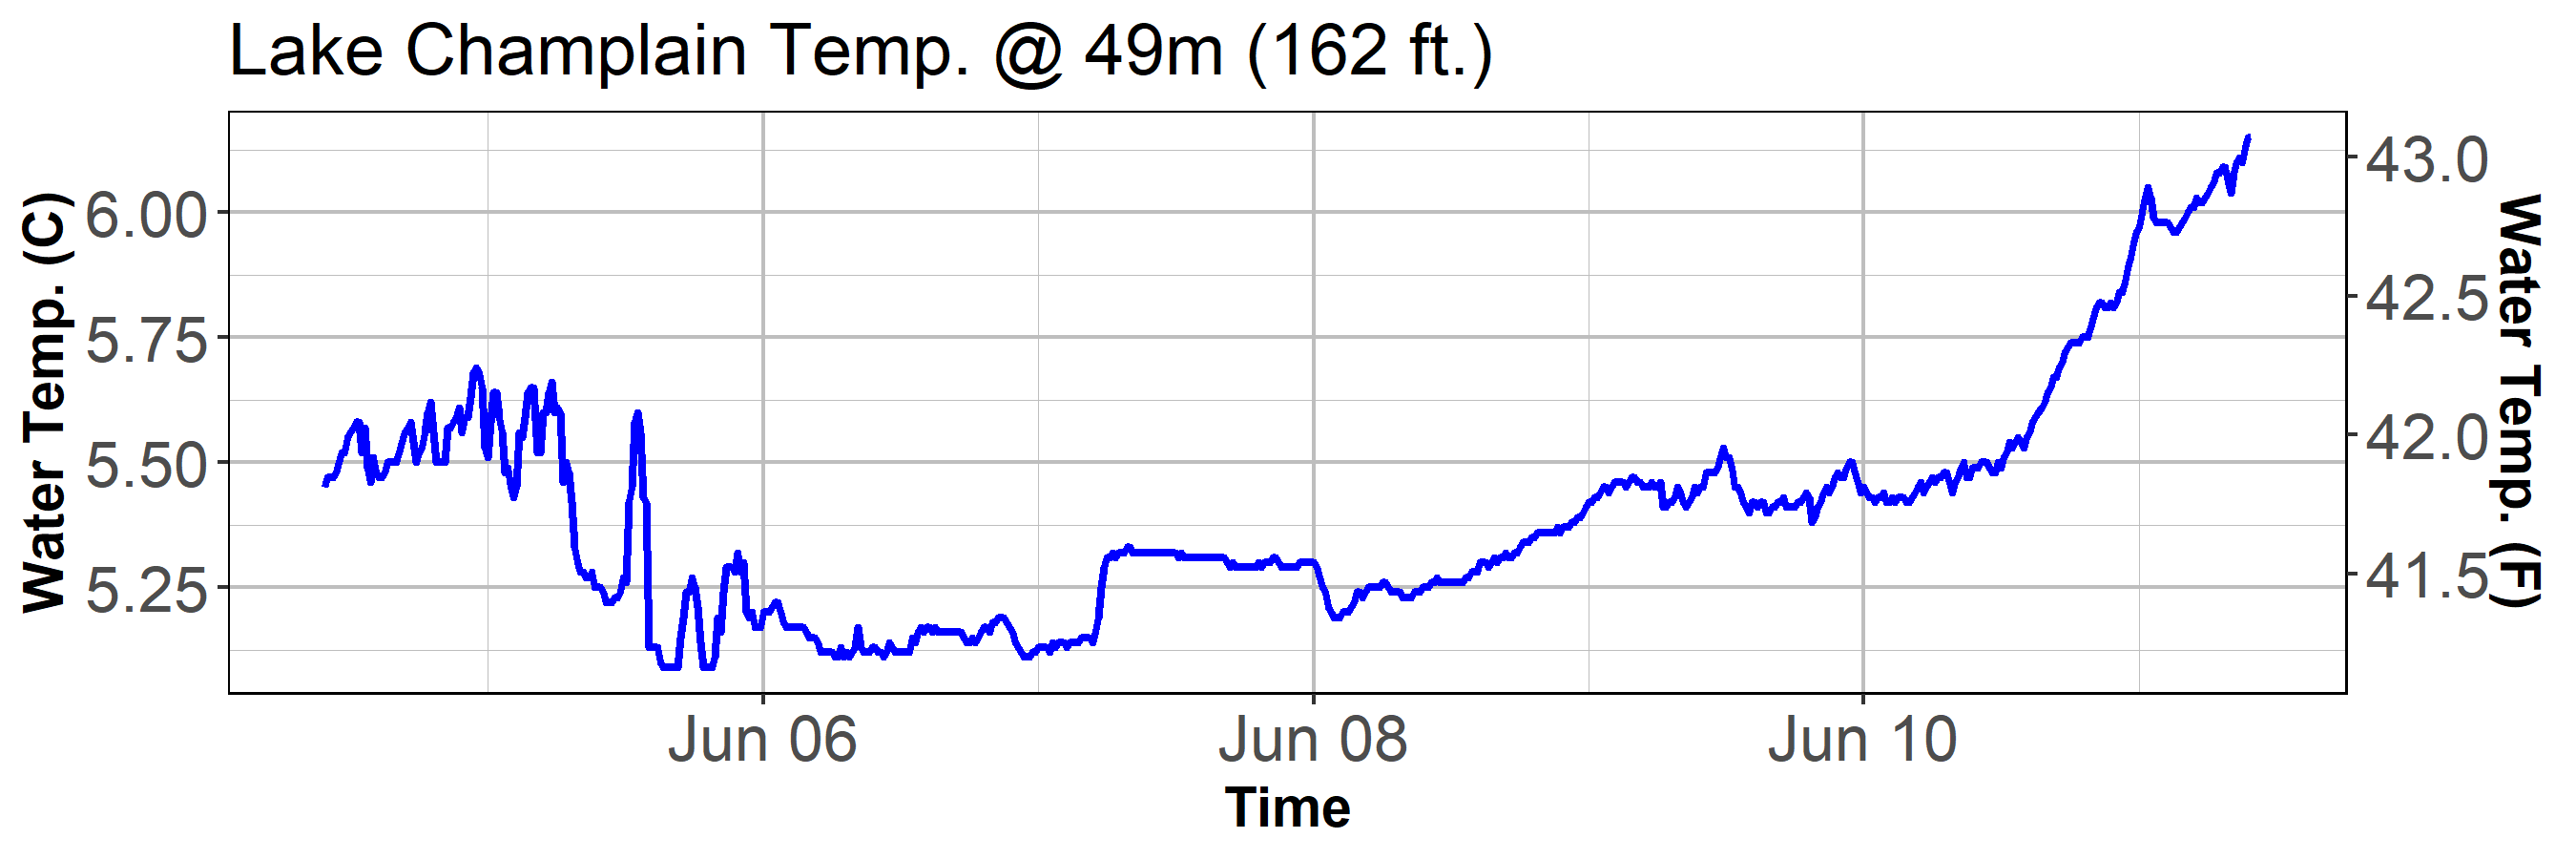 Lake Champlain Temp. @ 49m (162 ft.)
Water Temp. (C)
6.00
5.75
5.50
5.25
43.0
42.5
42.0
41.5
Water Temp. (F)
Jun 06 Jun 08 Jun 10
Time